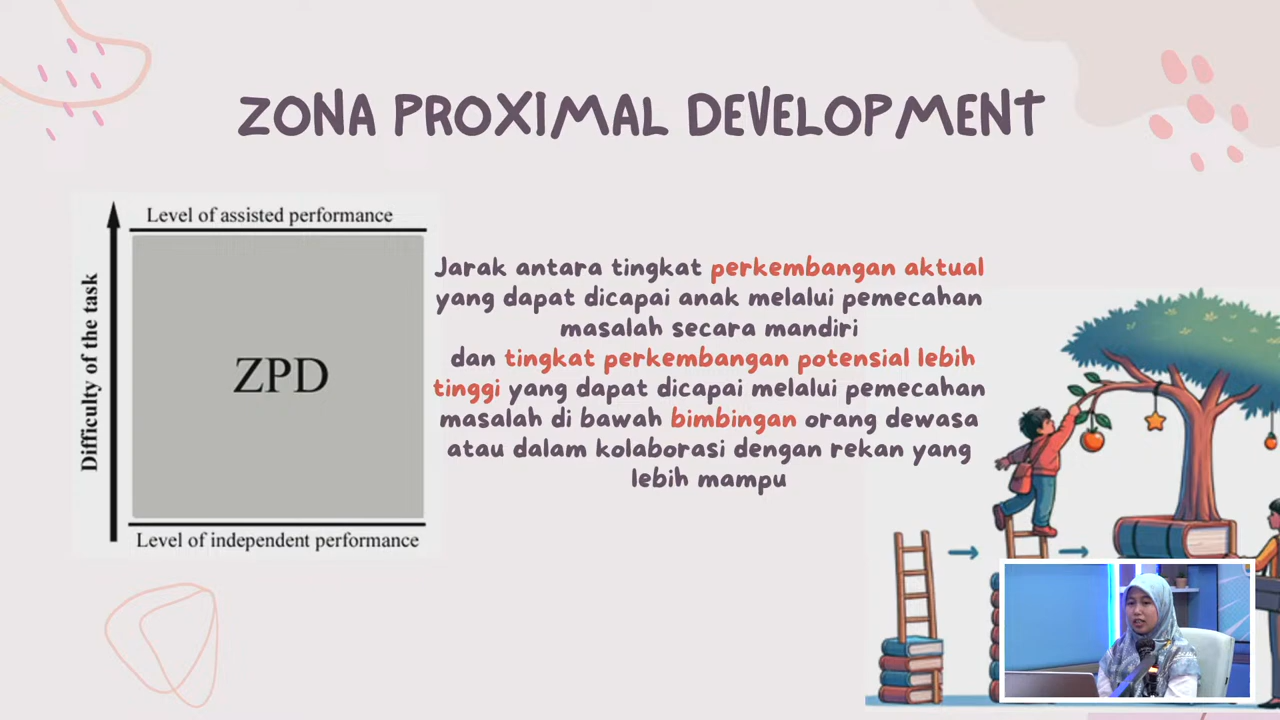 ZONA PROXIMAL DEVELOPMENT
Level of assisted performance
Difficulty of the task
ZPD
Level of independent performance
Jarak antara tingkat perkembangan aktual
yang dapat dicapai anak melalui pemecahan
masalah secara mandiri
dan tingkat perkembangan potensial lebih
tinggi yang dapat dicapai melalui pemecahan
masalah di bawah bimbingan orang dewasa
atau dalam kolaborasi dengan rekan yang
lebih mampu